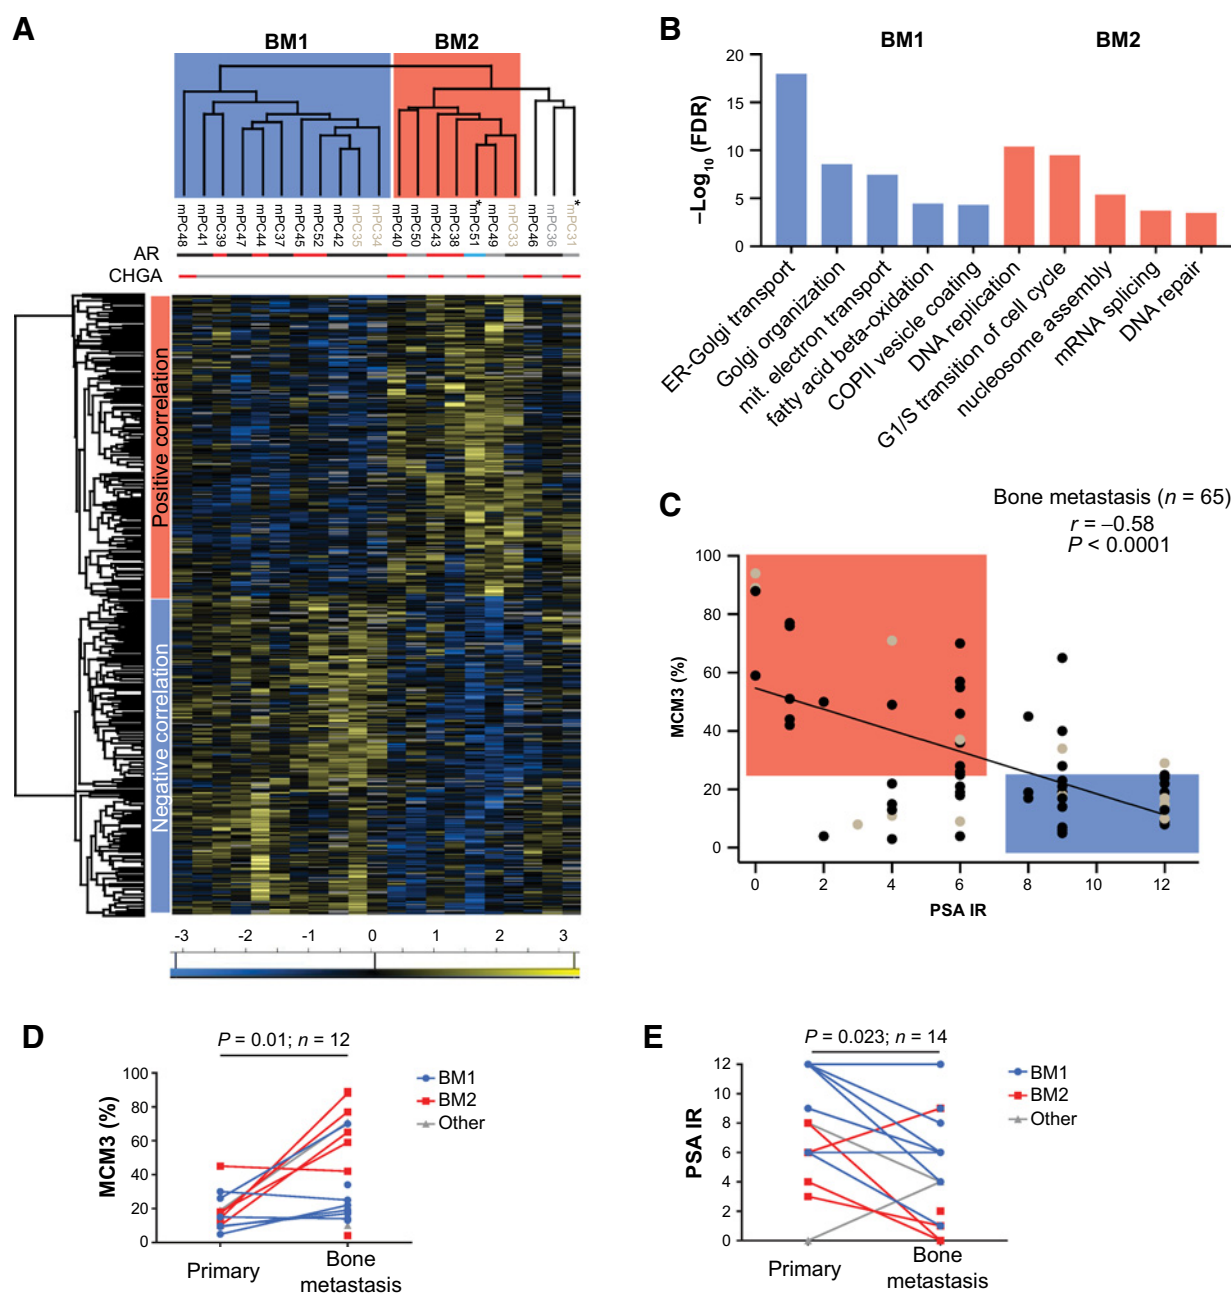 A
BM1
BM2
mPC48
mPC41
mPC39
mPC47
mPC44
mPC37
mPC45
mPC52
mPC42
mPC35
mPC34
mPC40
mPC50
mPC43
mPC38
mPC51*
mPC49
mPC33
mPC46
mPC36
mPC31*
AR
CHGA
Positive correlation
Negative correlation
-3 -2 -1 0 1 2 3
B
BM1
BM2
–Log10 (FDR)
20
15
10
5
0
ER-Golgi transport
Golgi organization
mit. electron transport
fatty acid beta-oxidation
COPII vesicle coating
DNA replication
G1/S transition of cell cycle
nucleosome assembly
mRNA splicing
DNA repair
C
Bone metastasis (n = 65)
r = –0.58
P < 0.0001
MCM3 (%)
100
80
60
40
20
0
0 2 4 6 8 10 12
PSA IR
D
P = 0.01; n = 12
MCM3 (%)
100
80
60
40
20
0
Primary
Bone
metastasis
BM1
BM2
Other
E
P = 0.023; n = 14
PSA IR
12
10
8
6
4
2
0
Primary
Bone
metastasis
BM1
BM2
Other